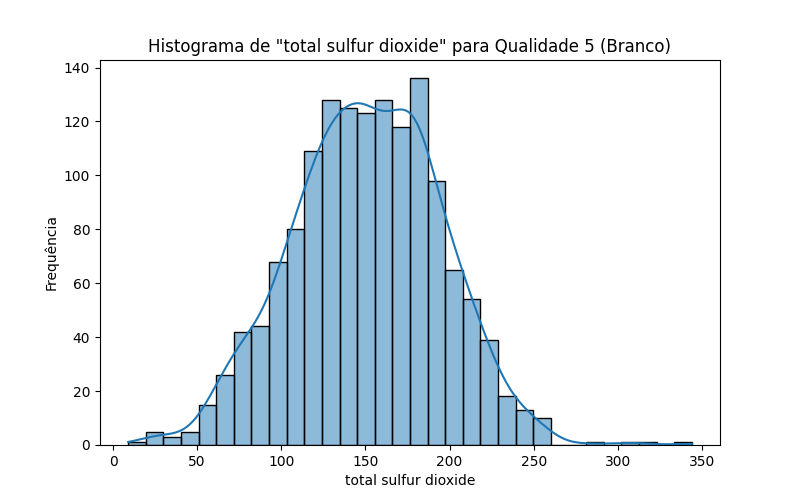 Histograma de "total sulfur dioxide" para Qualidade 5 (Branco)
140
120
100
80
60
40
20
0
Frequência
0 50 100 150 200 250 300 350
total sulfur dioxide